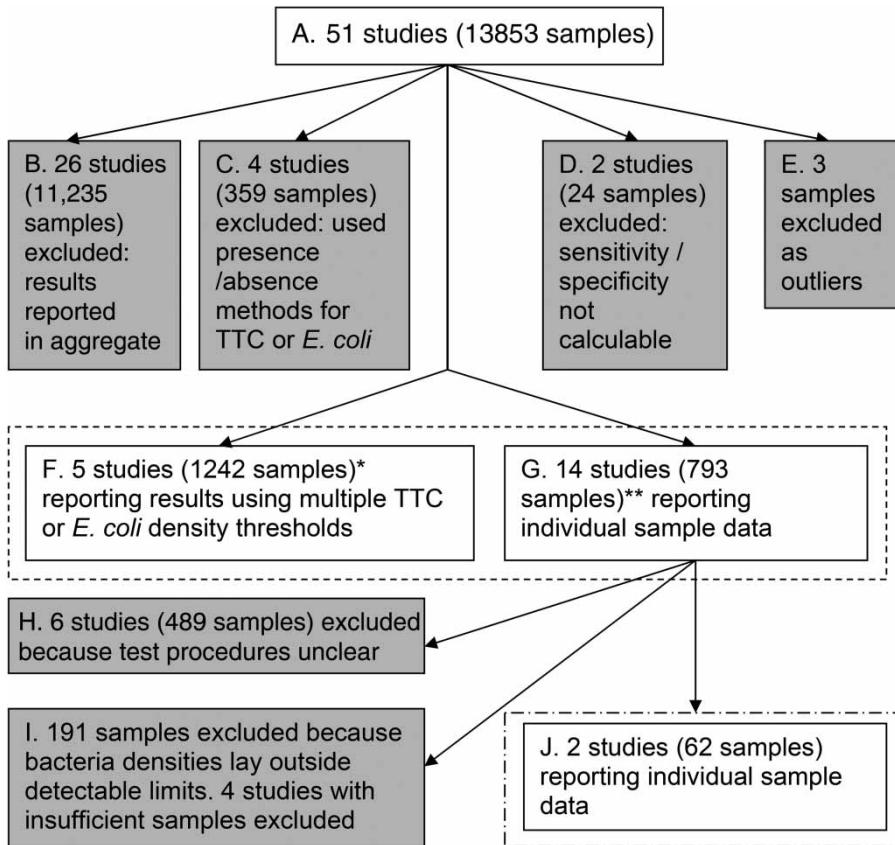 A. 51 studies (13853 samples)
B. 26 studies
(11,235
samples)
excluded:
results
reported
in aggregate
C. 4 studies
(359 samples)
excluded: used
presence
/absence
methods for
TTC or E. coli
D. 2 studies
(24 samples)
excluded:
sensitivity /
specificity
not
calculable
E. 3
samples
excluded
as
outliers
F. 5 studies (1242 samples)*
reporting results using multiple TTC
or E. coli density thresholds
G. 14 studies (793
samples)** reporting
individual sample data
H. 6 studies (489 samples) excluded
because test procedures unclear
I. 191 samples excluded because
bacteria densities lay outside
detectable limits. 4 studies with
insufficient samples excluded
J. 2 studies (62 samples)
reporting individual sample
data